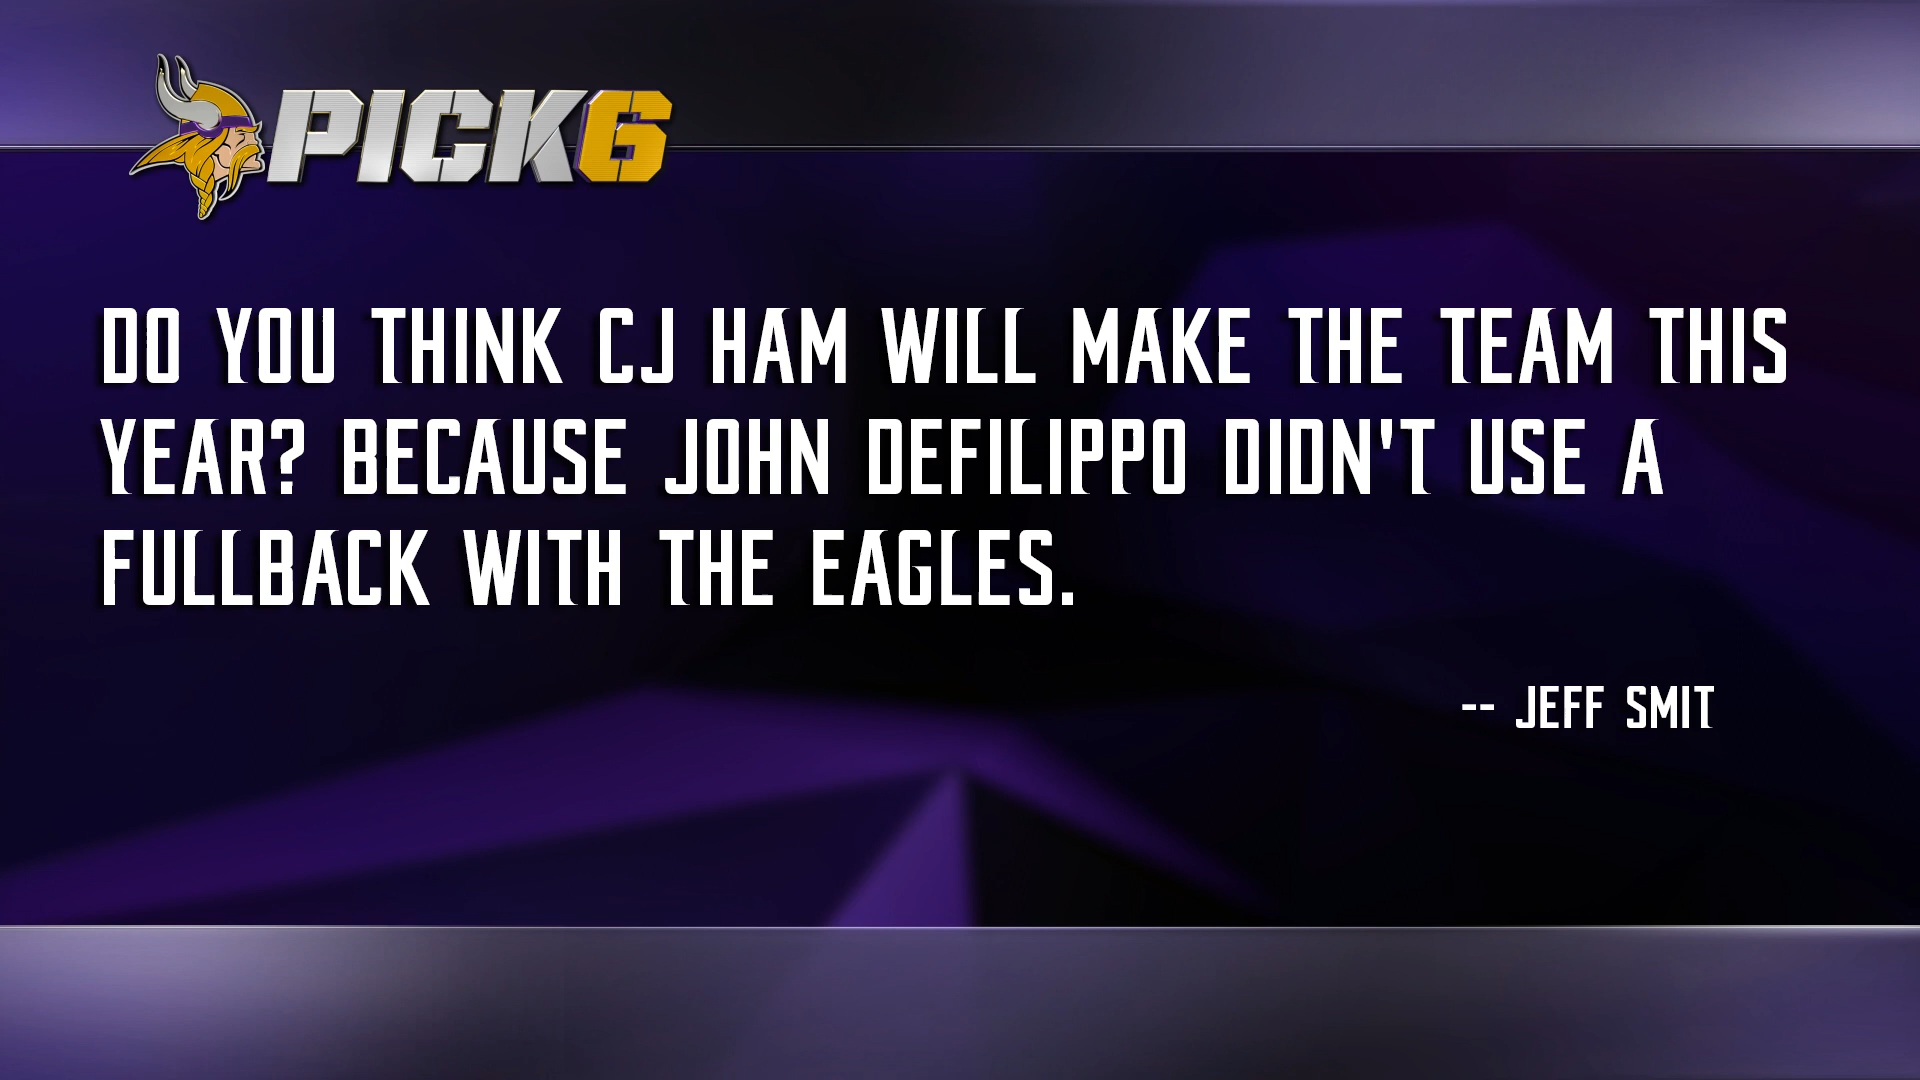 PICK6
DO YOU THINK CJ HAM WILL MAKE THE TEAM THIS
YEAR? BECAUSE JOHN DEFILIPPO DIDN'T USE A
FULLBACK WITH THE EAGLES.
-- JEFF SMIT